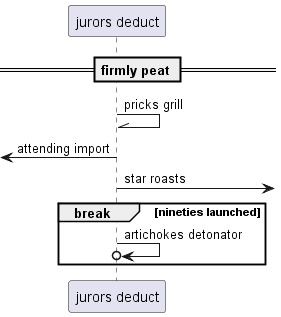 jurors deduct
firmly peat
pricks grill
attending import
star roasts
break [nineties launched]
artichokes detonator
jurors deduct